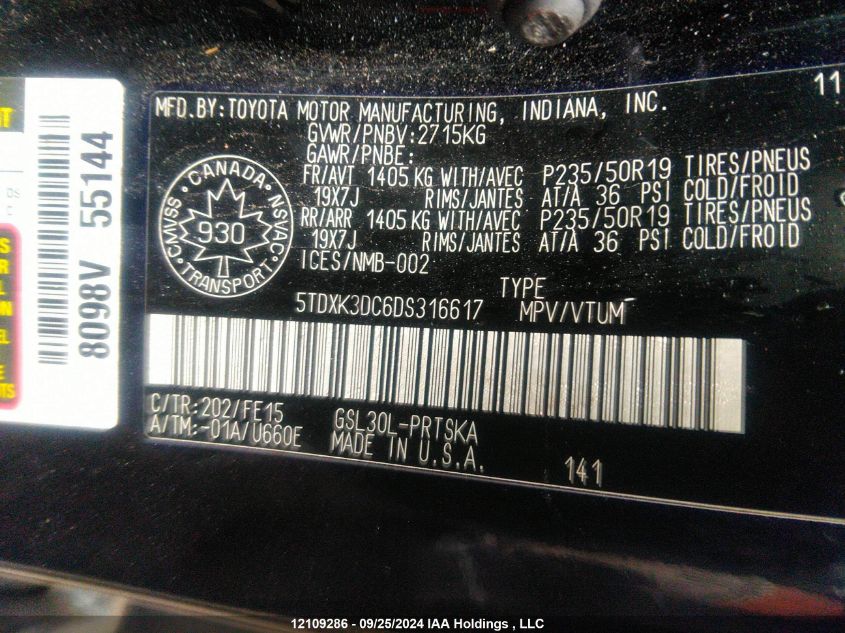 11
MFD.BY:TOYOTA MOTOR MANUFACTURING, INDIANA, INC.
GVWR/PNBV:2715KG
GAWR/PNBE:
FR/AVT 1405 KG WITH/AVEC P235/50R19 TIRES/PNEUS
19X7J RIMS/JANTES AT/A 36 PSI COLD/FROID
RR/ARR 1405 KG WITH/AVEC P235/50R19 TIRES/PNEUS
19X7J RIMS/JANTES AT/A 36 PSI COLD/FROID
ICES/NMB-002
CANADA
CMVSS NSVAC
930
TRANSPORT
TYPE
5TDXK3DC6DS316617 MPV/VTUM
C/TR:202/FE15 GSL30L-PRTSKA
A/TM:-01A/U660E MADE IN U.S.A.
141
8098V 55144
12109286 - 09/25/2024 IAA Holdings , LLC